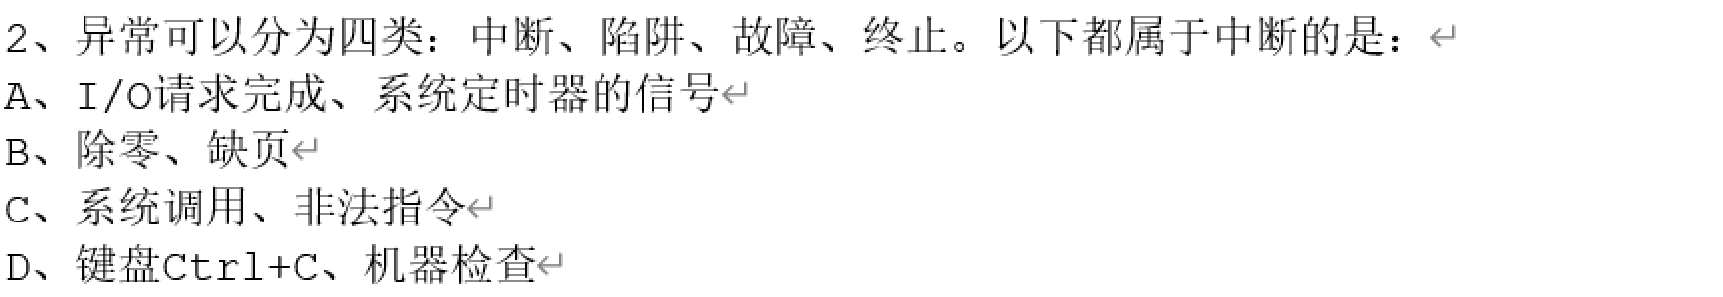 2、异常可以分为四类：中断、陷阱、故障、终止。以下都属于中断的是：↵
A、I/O请求完成、系统定时器的信号↵
B、除零、缺页↵
C、系统调用、非法指令↵
D、键盘Ctrl+C、机器检查↵